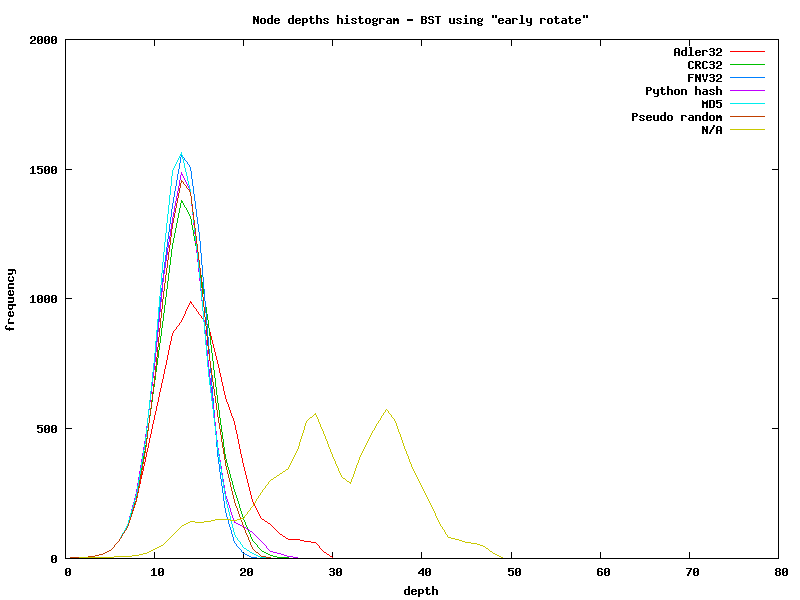 Node depths histogram - BST using "early rotate"
2000
1500
1000
500
0
frequency
Adler32
CRC32
FNV32
Python hash
MD5
Pseudo random
N/A
0 10 20 30 40 50 60 70 80
depth